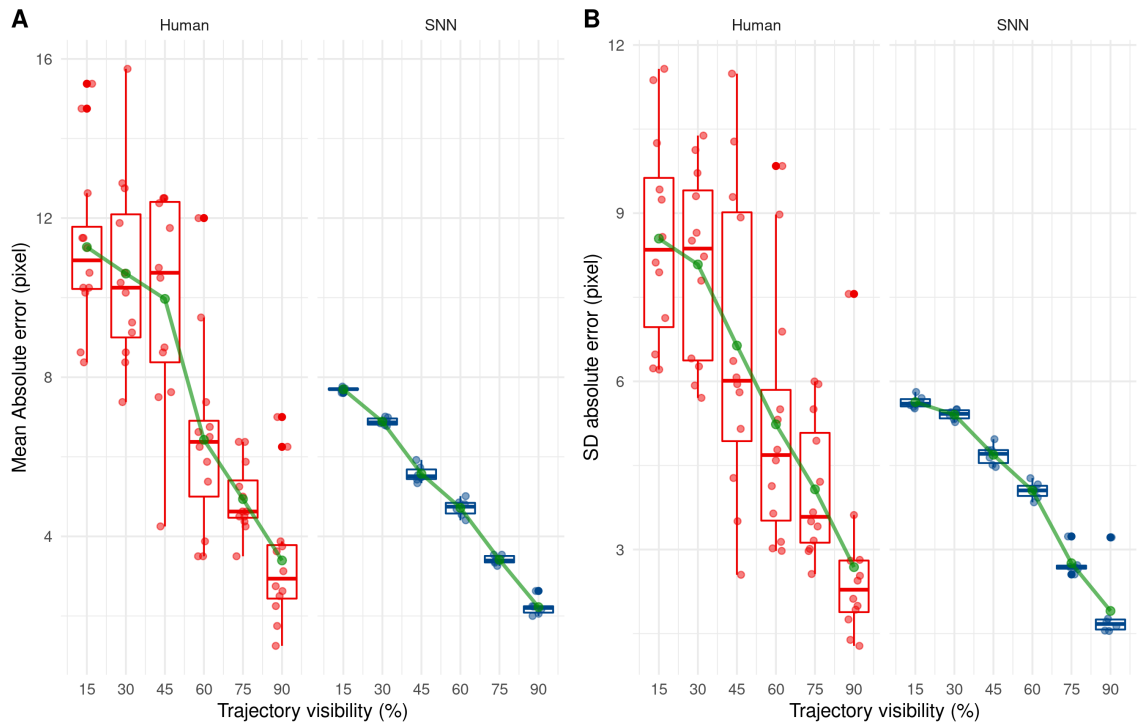 A
Human
SNN
Mean Absolute error (pixel)
16
12
8
4
15 30 45 60 75 90
15 30 45 60 75 90
Trajectory visibility (%)
B
Human
SNN
SD absolute error (pixel)
12
9
6
3
15 30 45 60 75 90
15 30 45 60 75 90
Trajectory visibility (%)